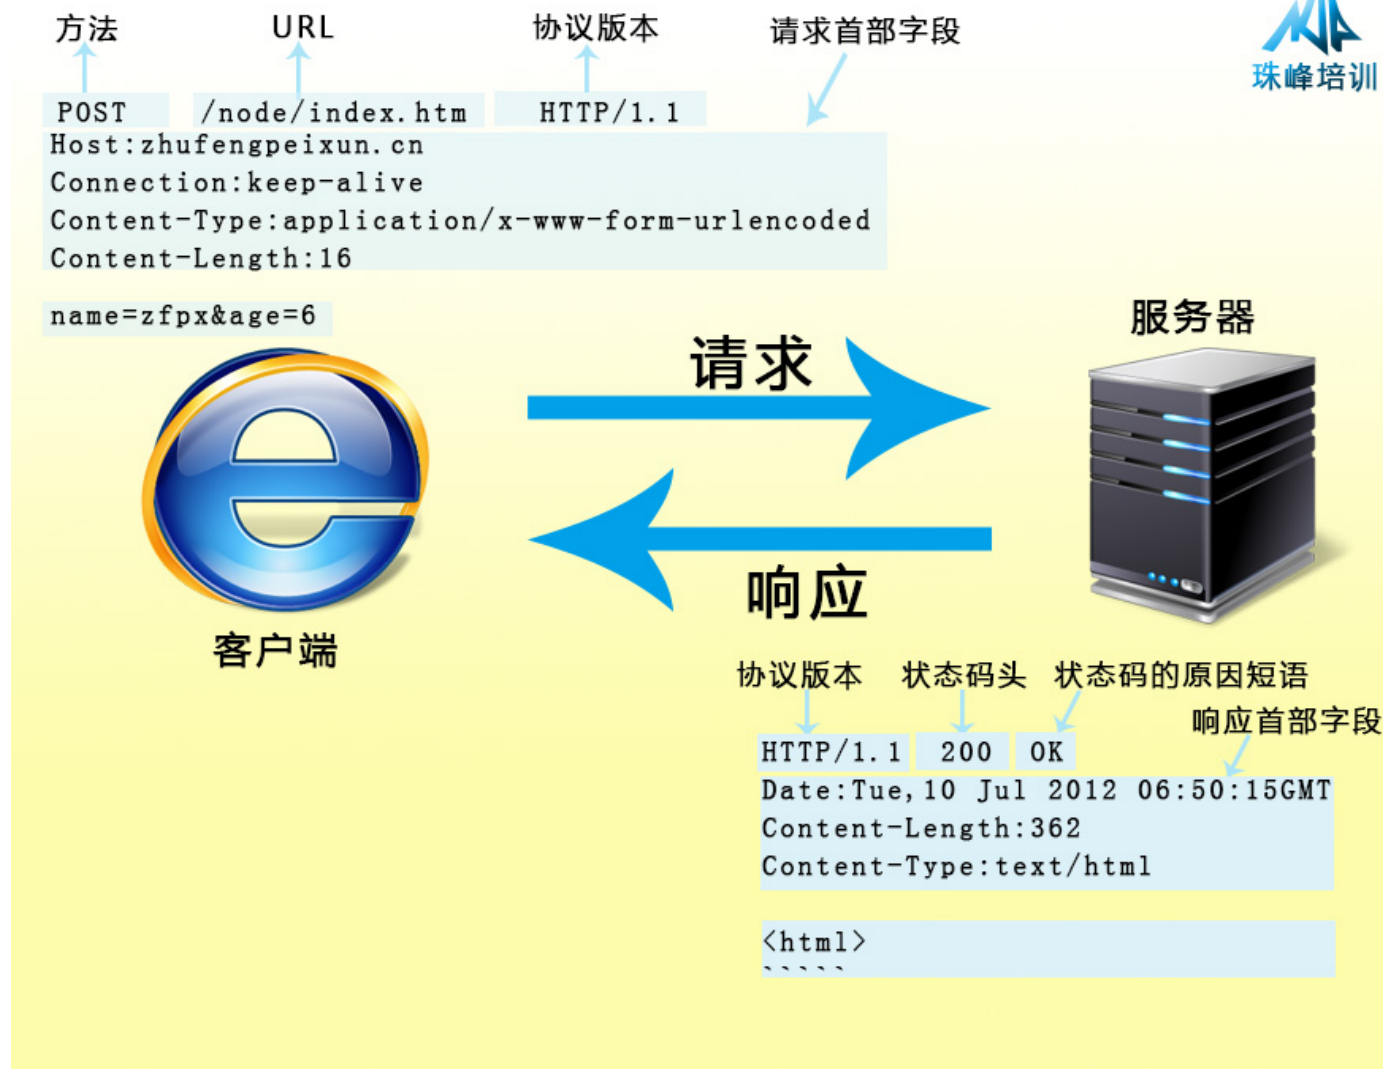 方法 URL 协议版本 请求首部字段
珠峰培训
POST /node/index.htm HTTP/1.1
Host:zhufengpeixun.cn
Connection:keep-alive
Content-Type:application/x-www-form-urlencoded
Content-Length:16
name=zfpx&age=6
请求
服务器
响应
客户端
协议版本 状态码头 状态码的原因短语
响应首部字段
HTTP/1.1 200 OK
Date:Tue,10 Jul 2012 06:50:15GMT
Content-Length:362
Content-Type:text/html
<html>
`````